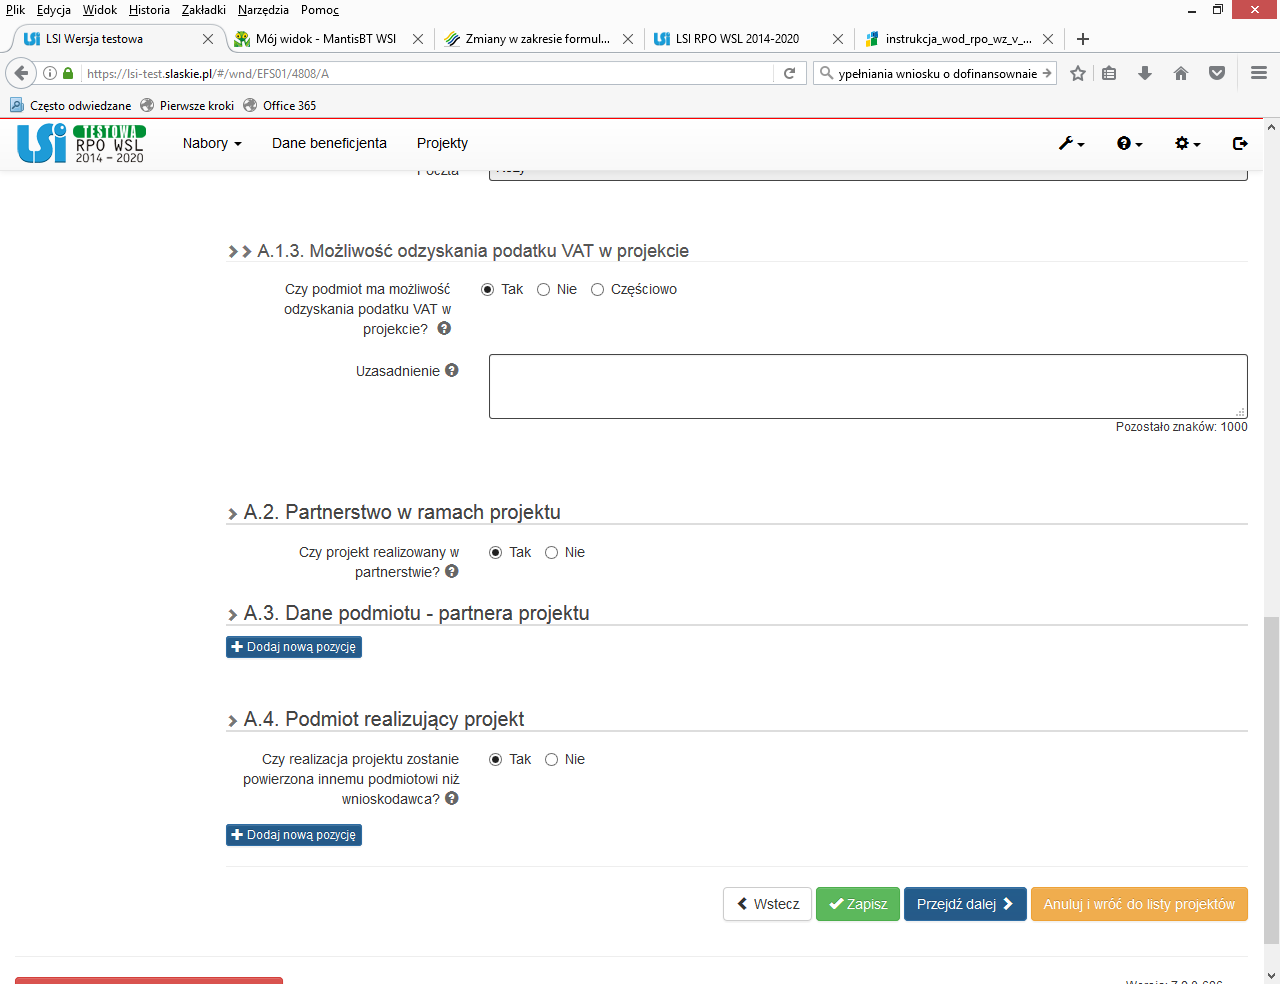 Plik Edycja Widok Historia Zakładki Narzędzia Pomoc
LSI Wersja testowa
Mój widok - MantisBT WSI
Zmiany w zakresie formul...
LSI RPO WSL 2014-2020
instrukcja_wod_rpo_wz_v_...
https://lsi-test.slaskie.pl/#/wnd/EFS01/4808/A
ypełniania wniosku o dofinansownaie
Często odwiedzane Pierwsze kroki Office 365
LSi TESTOWA
RPO WSL
2014 – 2020
Nabory Dane beneficjenta Projekty
Poczta
A.1.3. Możliwość odzyskania podatku VAT w projekcie
Czy podmiot ma możliwość
odzyskania podatku VAT w
projekcie?
Tak Nie Częściowo
Uzasadnienie
Pozostało znaków: 1000
A.2. Partnerstwo w ramach projektu
Czy projekt realizowany w
partnerstwie?
Tak Nie
A.3. Dane podmiotu - partnera projektu
Dodaj nową pozycję
A.4. Podmiot realizujący projekt
Czy realizacja projektu zostanie
powierzona innemu podmiotowi niż
wnioskodawca?
Tak Nie
Dodaj nową pozycję
Wstecz Zapisz Przejdź dalej Anuluj i wróć do listy projektów